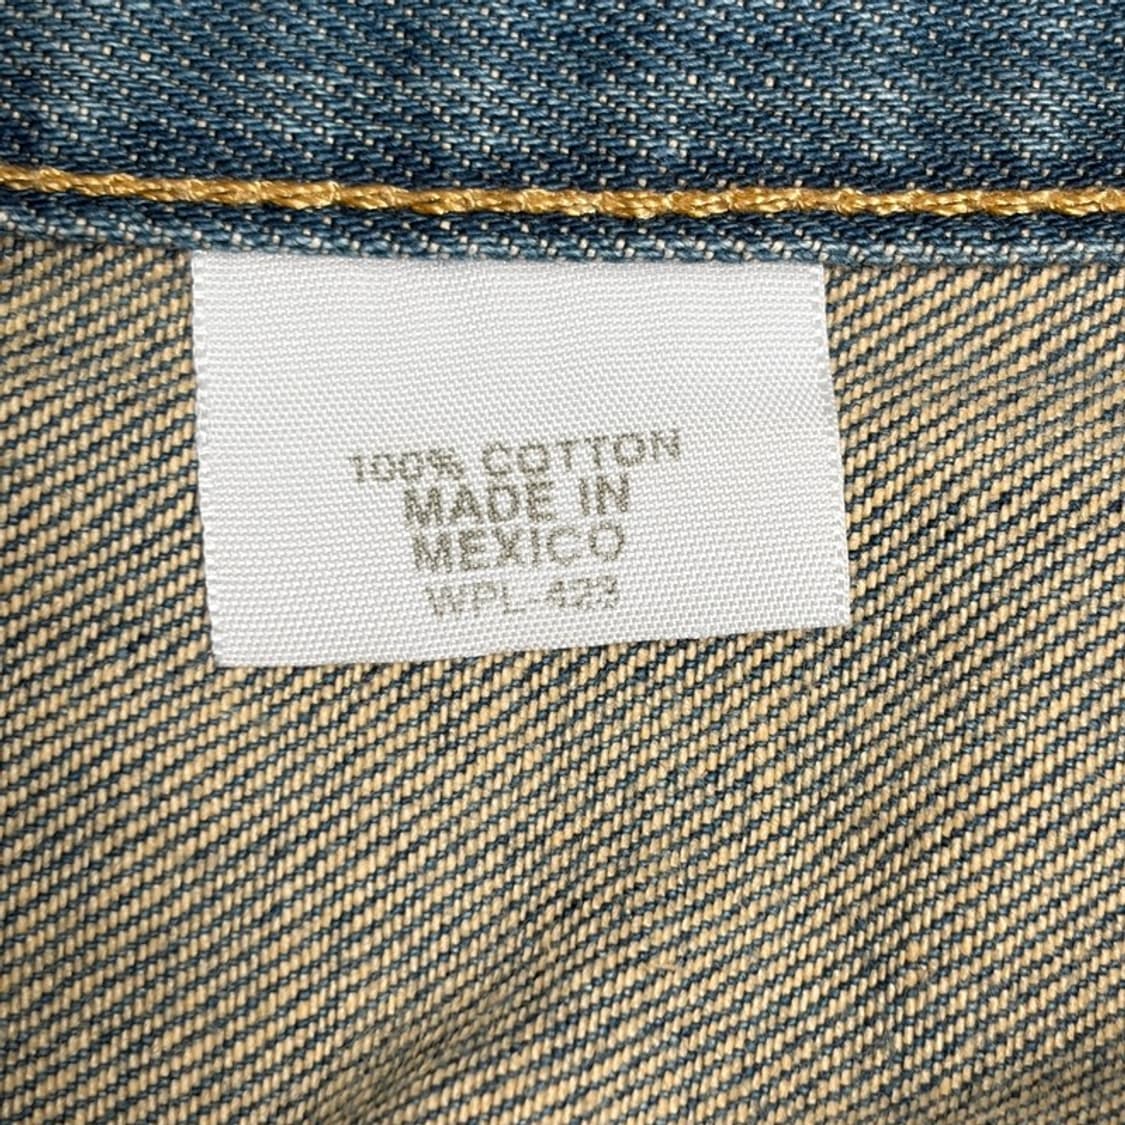 100% COTTON
MADE IN
MEXICO
WPL-423